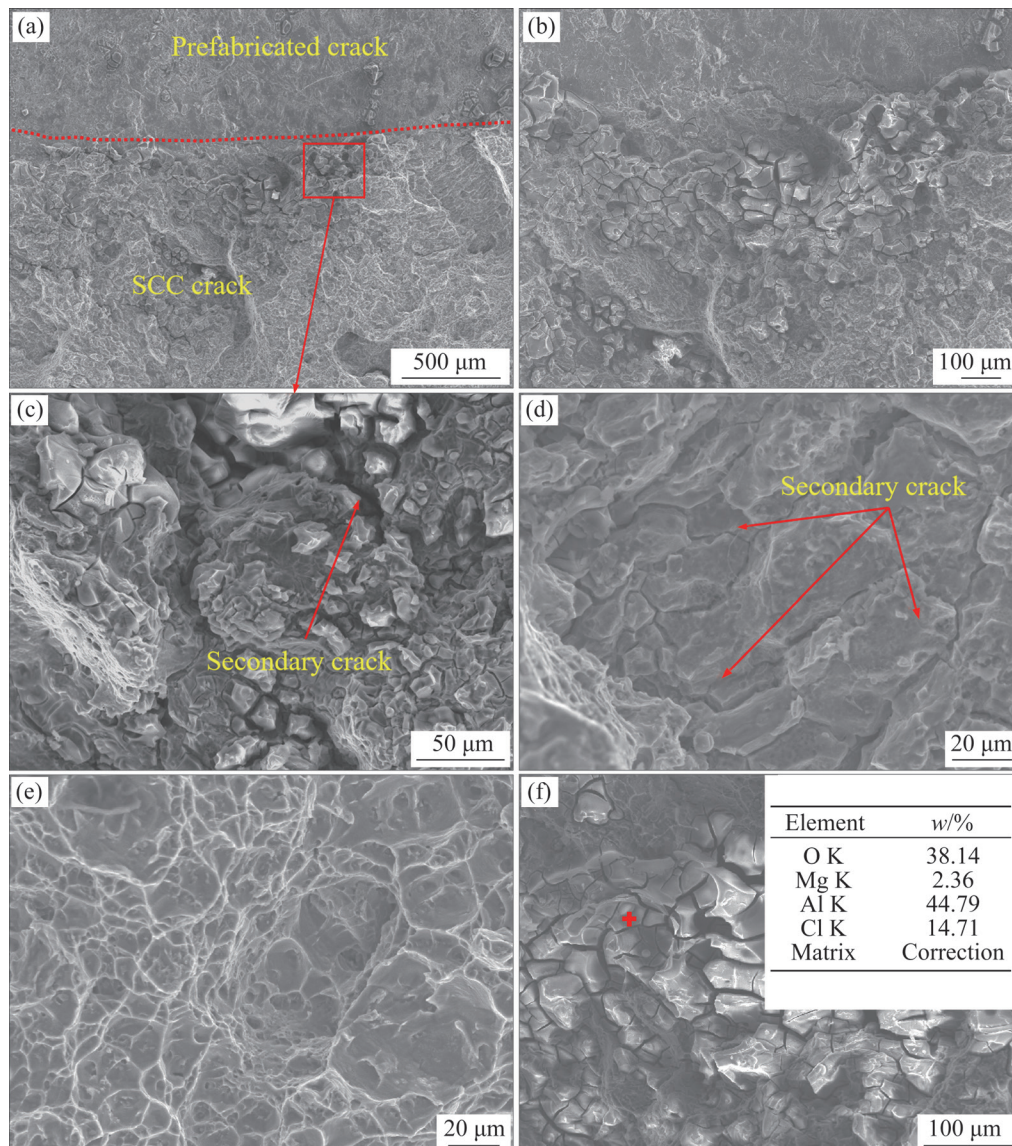 (a)
Prefabricated crack
SCC crack
500 μm
(b)
100 μm
(c)
Secondary crack
50 μm
(d)
Secondary crack
20 μm
(e)
20 μm
(f)
Element w/%
O K 38.14
Mg K 2.36
Al K 44.79
Cl K 14.71
Matrix Correction
100 μm